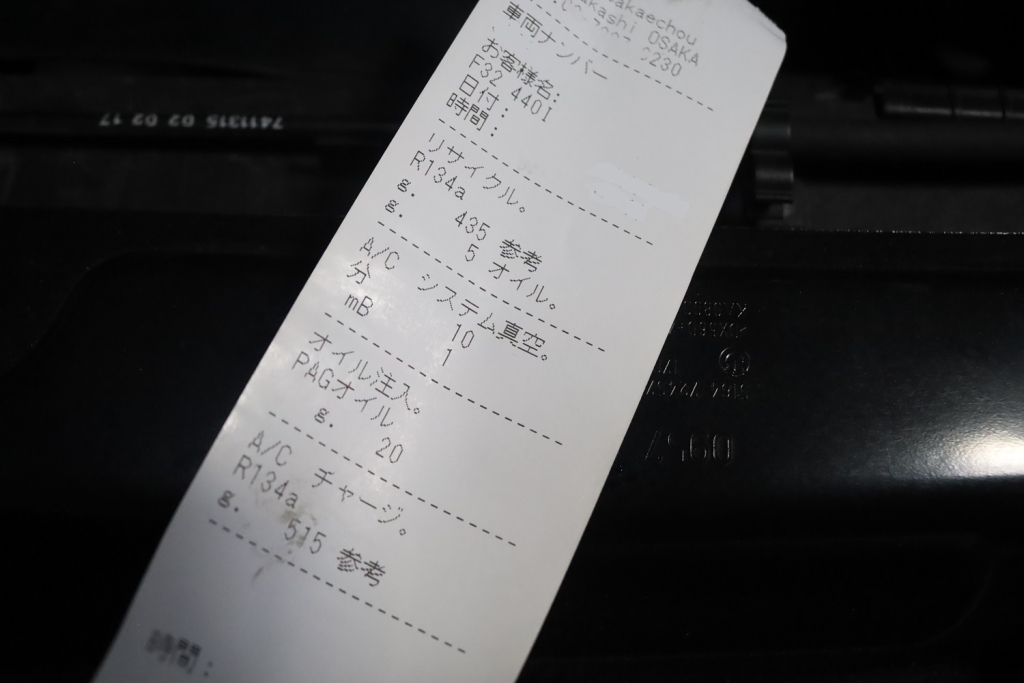 akaechou
akashi OSAKA
0230
車両ナンバー
お客様名:
F32 4401
日付:
時間:
リサイクル。
R134a
g. 435 参考
g. 5 オイル。
A/C システム真空。
分 10
mB 1
オイル注入。
PAGオイル
g. 20
A/C チャージ。
R134a
g. 515 参考
時間:
7411315 02 02 17